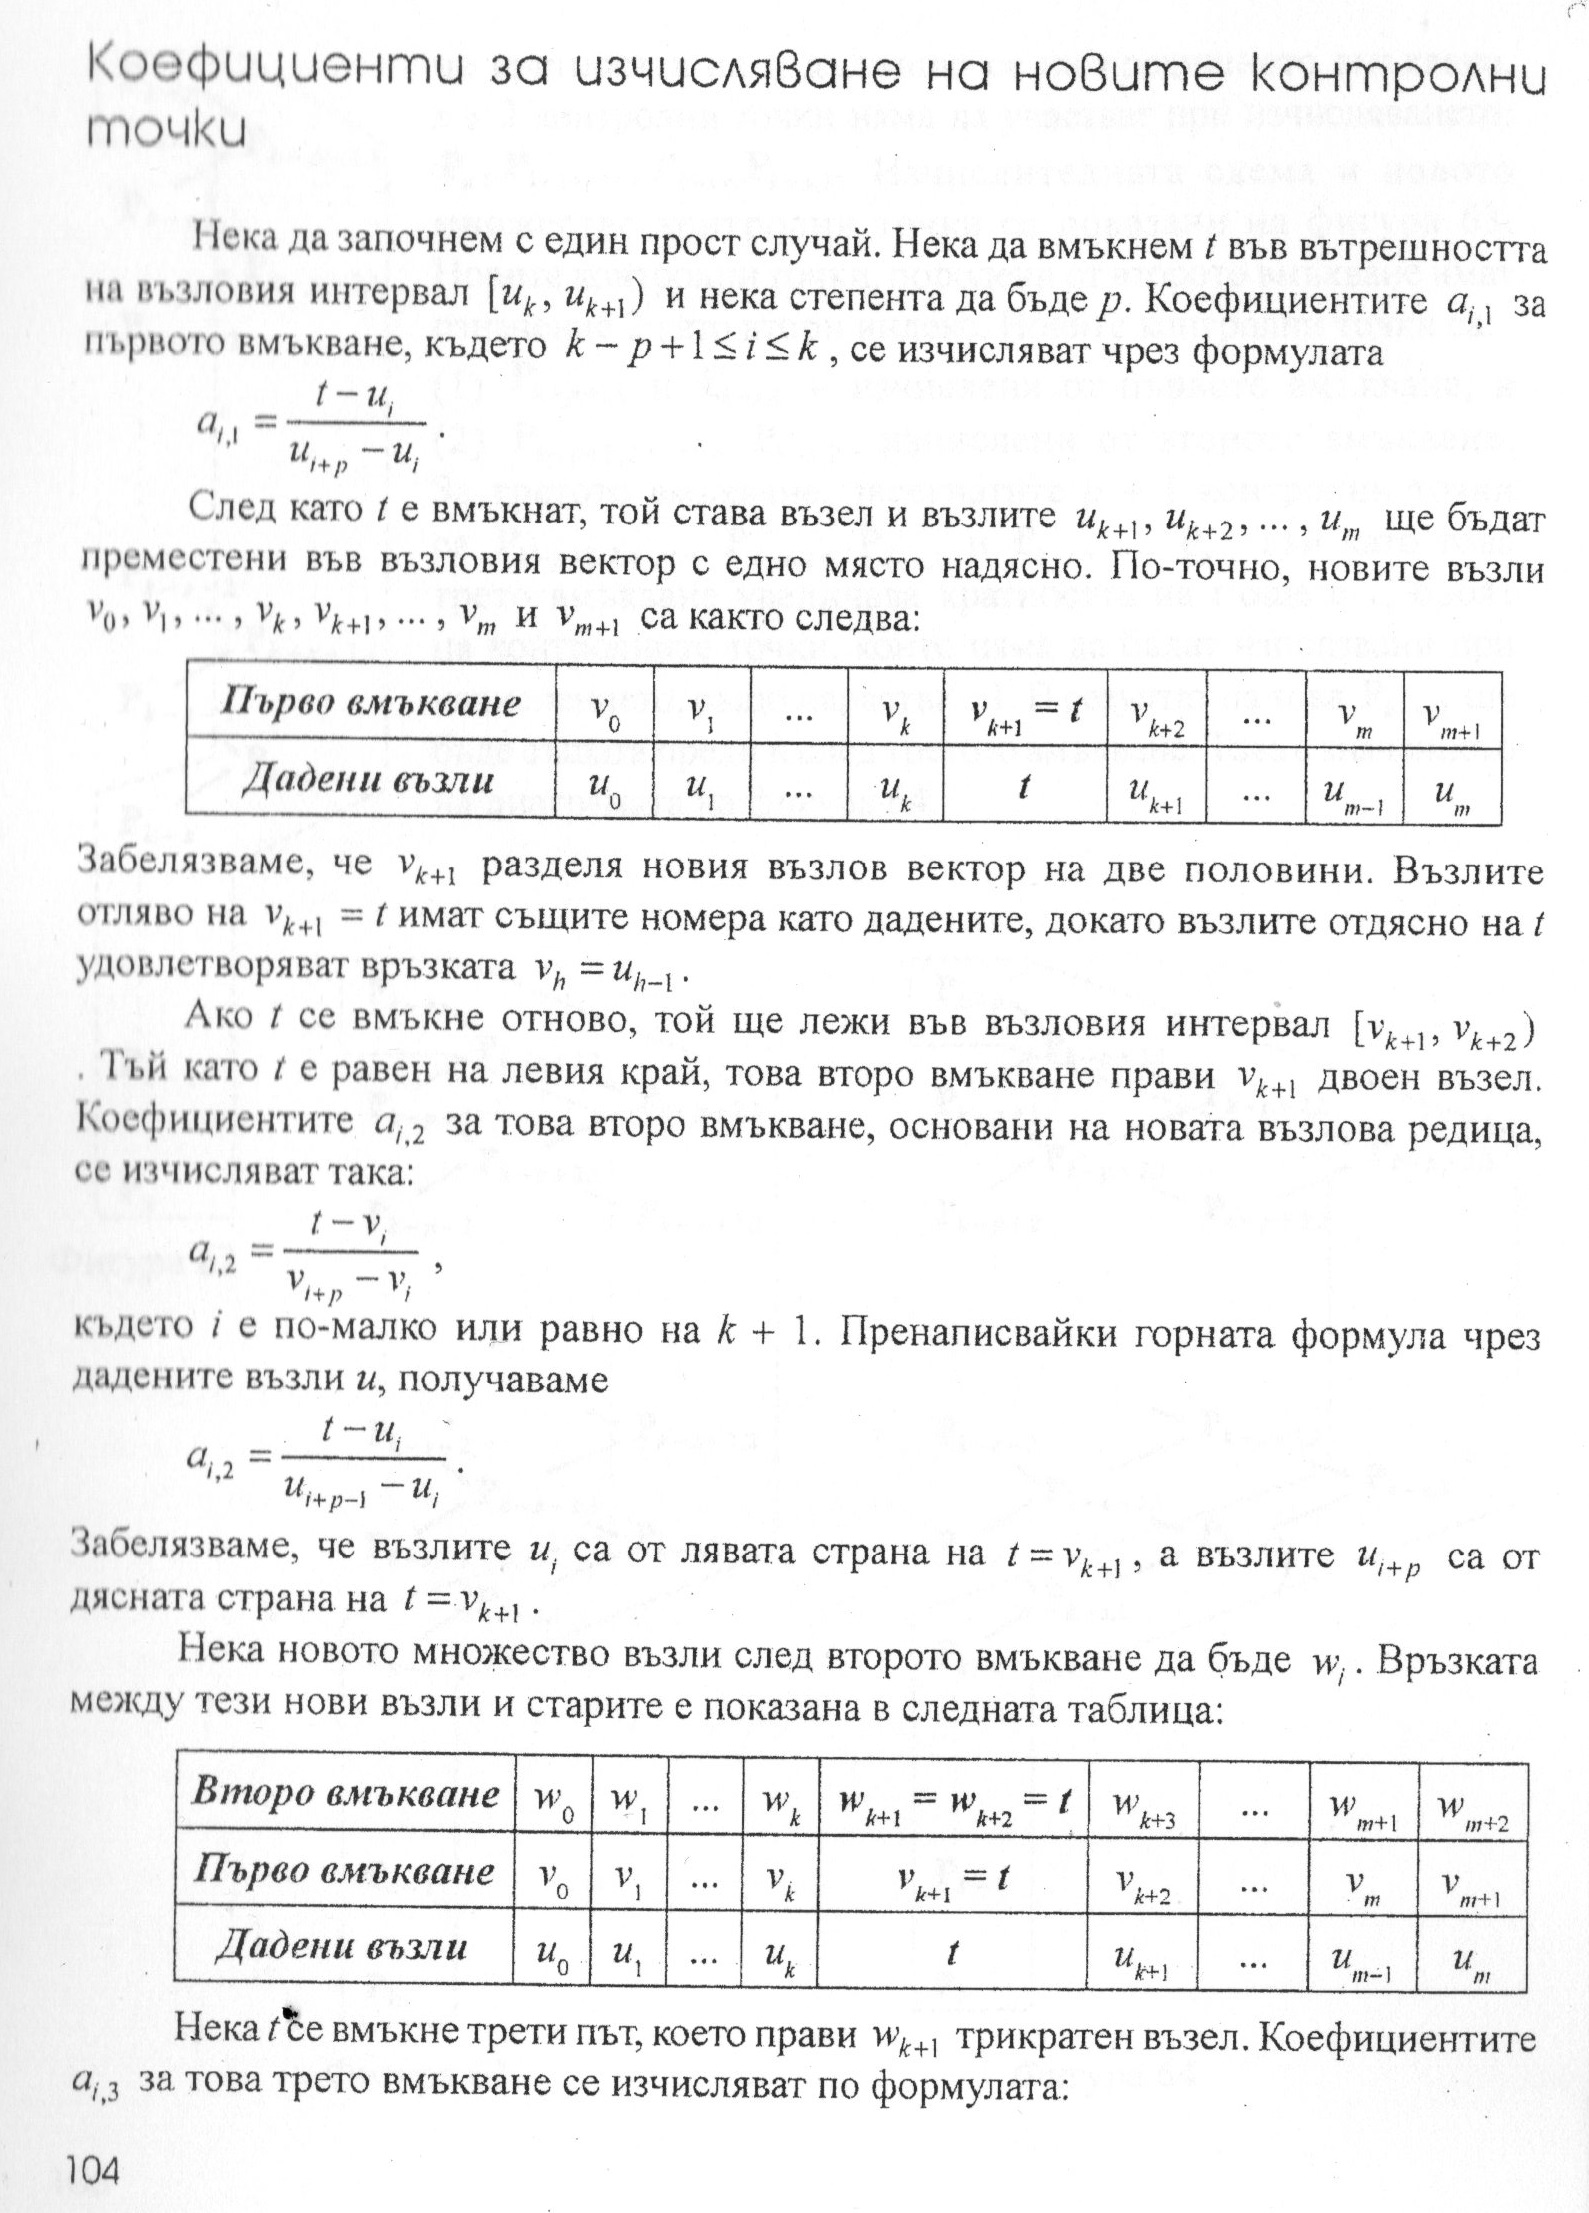 Коефициенти за изчисляване на новите контролни
точки
Нека да започнем с един прост случай. Нека да вмъкнем t във вътрешността
на възловия интервал [u_k, u_{k+1}) и нека степента да бъде p. Коефициентите a_{i,1} за
първото вмъкване, където k − p + 1 ≤ i ≤ k , се изчисляват чрез формулата
a_{i,1} = \frac{t − u_i}{u_{i+p} − u_i} .
След като t е вмъкнат, той става възел и възлите u_{k+1}, u_{k+2}, ... , u_m ще бъдат
преместени във възловия вектор с едно място надясно. По-точно, новите възли
v_0, v_1, ... , v_k, v_{k+1}, ... , v_m и v_{m+1} са както следва:
Първо вмъкване v_0 v_1 ... v_k v_{k+1} = t v_{k+2} ... v_m v_{m+1}
Дадени възли u_0 u_1 ... u_k t u_{k+1} ... u_{m−1} u_m
Забелязваме, че v_{k+1} разделя новия възлов вектор на две половини. Възлите
отляво на v_{k+1} = t имат същите номера като дадените, докато възлите отдясно на t
удовлетворяват връзката v_h = u_{h−1} .
Ако t се вмъкне отново, той ще лежи във възловия интервал [v_{k+1}, v_{k+2})
. Тъй като t е равен на левия край, това второ вмъкване прави v_{k+1} двоен възел.
Коефициентите a_{i,2} за това второ вмъкване, основани на новата възлова редица,
се изчисляват така:
a_{i,2} = \frac{t − v_i}{v_{i+p} − v_i} ,
където i е по-малко или равно на k + 1. Пренаписвайки горната формула чрез
дадените възли u, получаваме
a_{i,2} = \frac{t − u_i}{u_{i+p−1} − u_i} .
Забелязваме, че възлите u_i са от лявата страна на t = v_{k+1} , а възлите u_{i+p} са от
дясната страна на t = v_{k+1} .
Нека новото множество възли след второто вмъкване да бъде w_i . Връзката
между тези нови възли и старите е показана в следната таблица:
Второ вмъкване w_0 w_1 ... w_k w_{k+1} = w_{k+2} = t w_{k+3} ... w_{m+1} w_{m+2}
Първо вмъкване v_0 v_1 ... v_k v_{k+1} = t v_{k+2} ... v_m v_{m+1}
Дадени възли u_0 u_1 ... u_k t u_{k+1} ... u_{m−1} u_m
Нека t се вмъкне трети път, което прави w_{k+1} трикратен възел. Коефициентите
a_{i,3} за това трето вмъкване се изчисляват по формулата:
104